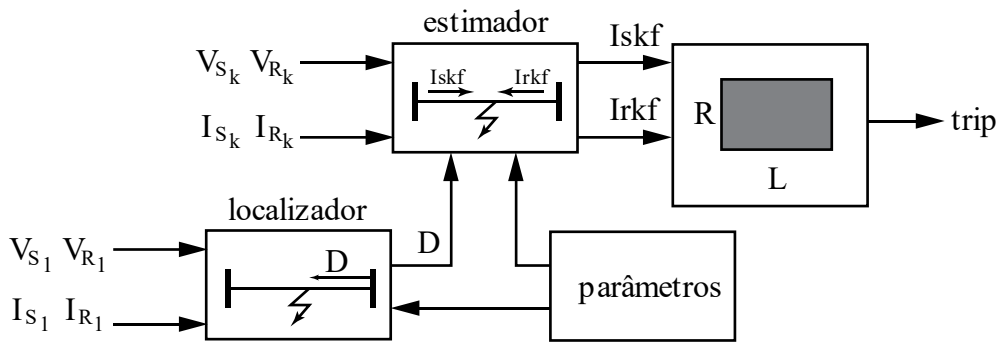 estimador
V_{S_k} V_{R_k}
Iskf
Iskf Irkf
I_{S_k} I_{R_k}
Irkf
R
L
trip
localizador
V_{S_1} V_{R_1}
D
D
I_{S_1} I_{R_1}
parâmetros